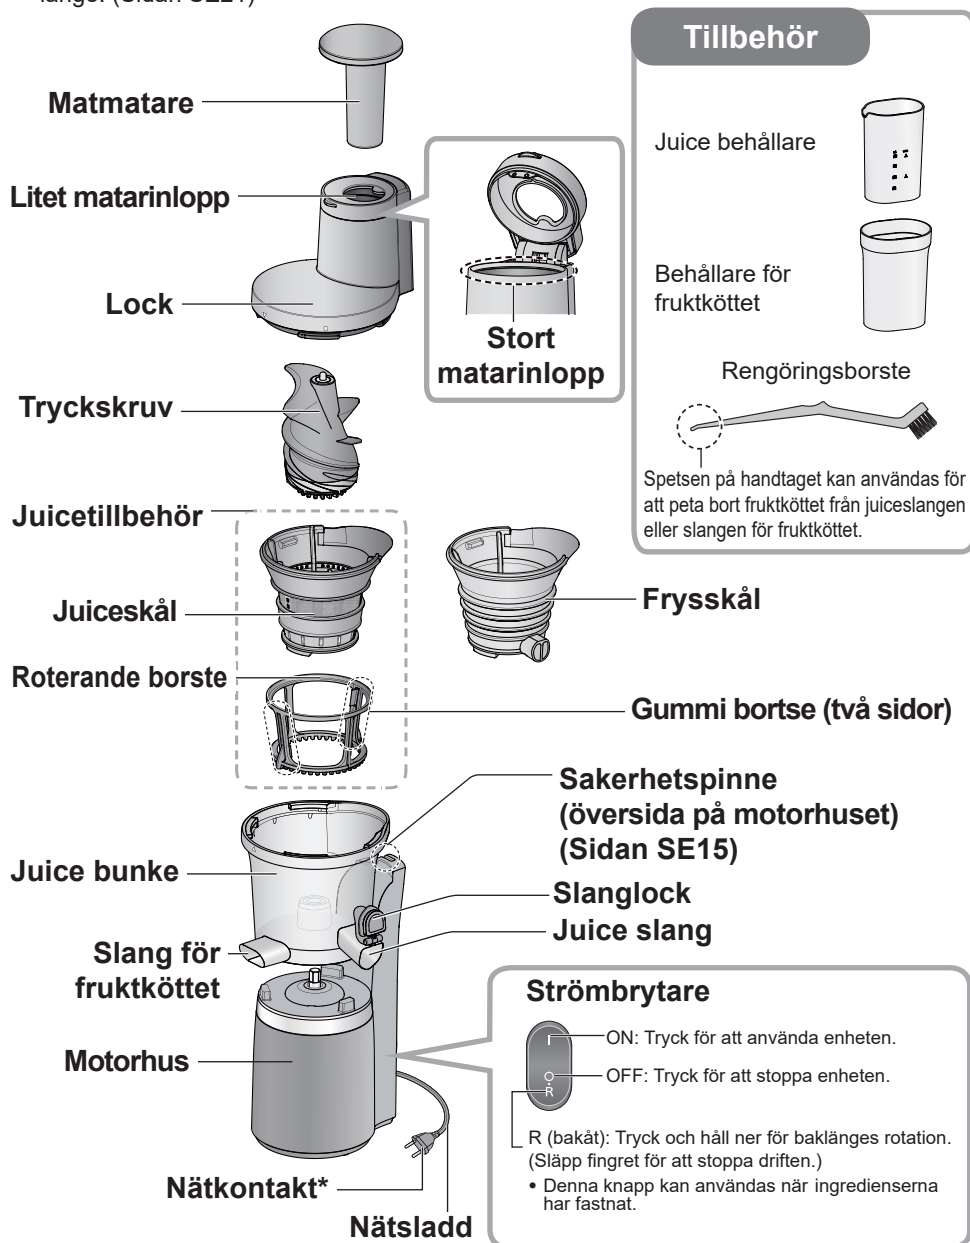 (Sidan SE21)
Matmatare
Litet matarinlopp
Lock
Stort
matarinlopp
Tryckskruv
Juicetillbehör
Juiceskål
Frysskål
Roterande borste
Gummi bortse (två sidor)
Sakerhetspinne
(översida på motorhuset)
(Sidan SE15)
Juice bunke
Slanglock
Juice slang
Slang för
fruktköttet
Motorhus
Nätkontakt*
Nätsladd
Tillbehör
Juice behållare
Behållare för
fruktköttet
Rengöringsborste
Spetsen på handtaget kan användas för
att peta bort fruktköttet från juiceslangen
eller slangen för fruktköttet.
Strömbrytare
I
ON: Tryck för att använda enheten.
O
OFF: Tryck för att stoppa enheten.
R
R (bakåt): Tryck och håll ner för baklänges rotation.
(Släpp fingret för att stoppa driften.)
• Denna knapp kan användas när ingredienserna
har fastnat.